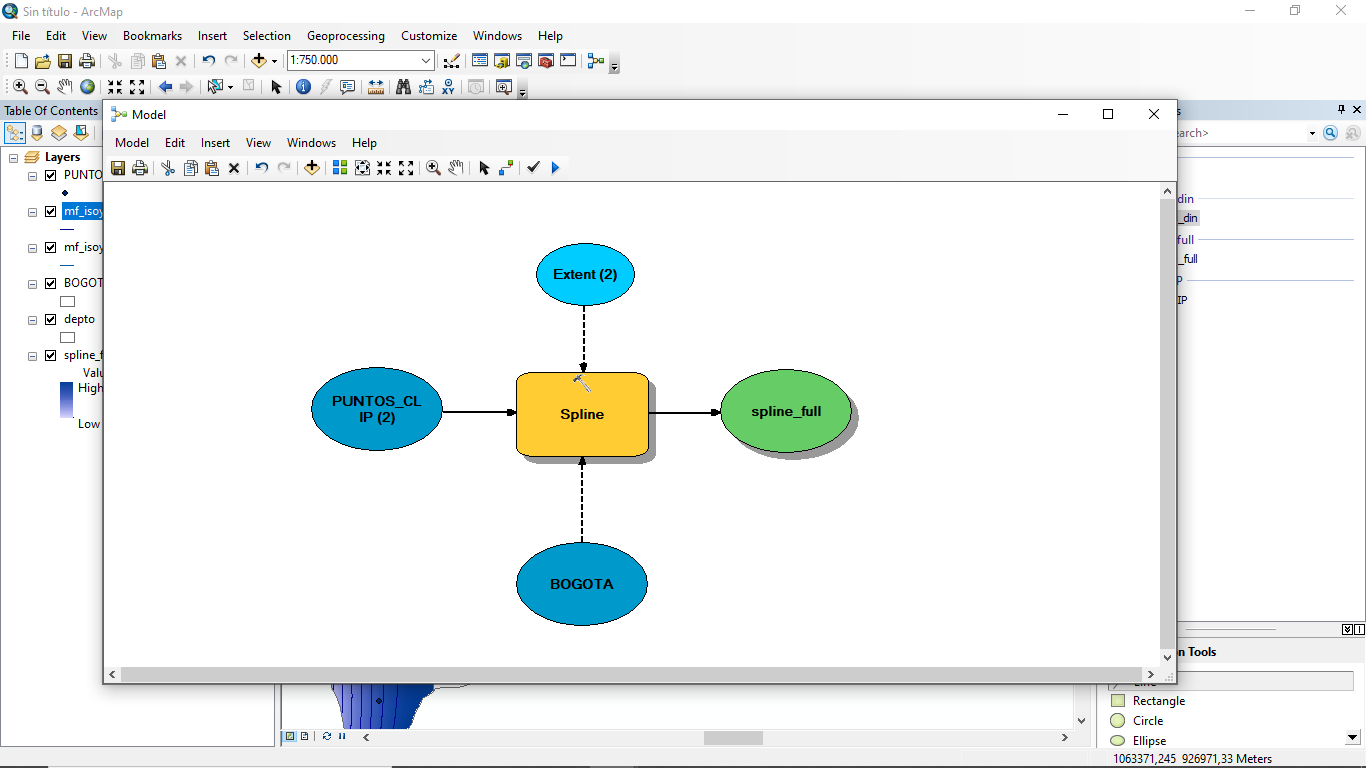 Sin título - ArcMap
File Edit View Bookmarks Insert Selection Geoprocessing Customize Windows Help
1:750.000
Table Of Contents
Model
Model Edit Insert View Windows Help
Layers
PUNTO
mf_isoy
mf_isoy
BOGOT
depto
spline_f
Valu
High
Low
Extent (2)
PUNTOS_CL
IP (2)
Spline
spline_full
BOGOTA
s
earch>
din
_din
full
_full
P
IP
n Tools
Rectangle
Circle
Ellipse
1063371,245 926971,33 Meters